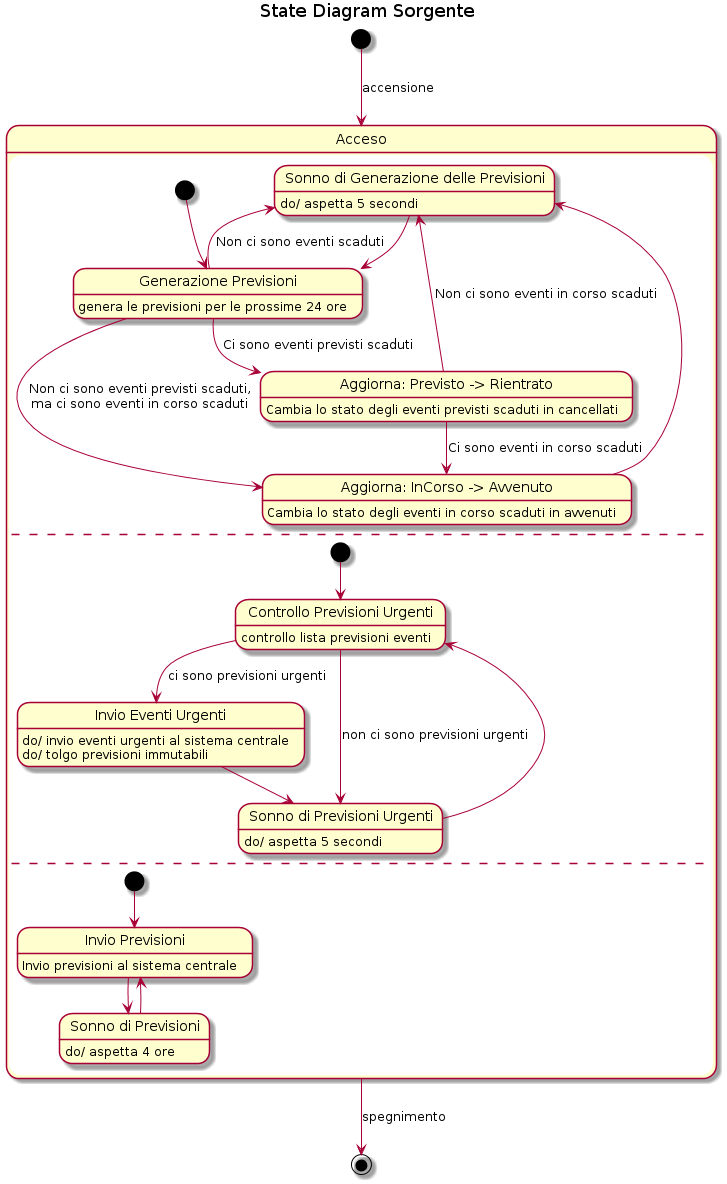 State Diagram Sorgente
accensione
Acceso
Sonno di Generazione delle Previsioni
do/ aspetta 5 secondi
Non ci sono eventi scaduti
Generazione Previsioni
genera le previsioni per le prossime 24 ore
Non ci sono eventi in corso scaduti
Ci sono eventi previsti scaduti
Non ci sono eventi previsti scaduti,
ma ci sono eventi in corso scaduti
Aggiorna: Previsto -> Rientrato
Cambia lo stato degli eventi previsti scaduti in cancellati
Ci sono eventi in corso scaduti
Aggiorna: InCorso -> Avvenuto
Cambia lo stato degli eventi in corso scaduti in avvenuti
Controllo Previsioni Urgenti
controllo lista previsioni eventi
ci sono previsioni urgenti
Invio Eventi Urgenti
do/ invio eventi urgenti al sistema centrale
do/ tolgo previsioni immutabili
non ci sono previsioni urgenti
Sonno di Previsioni Urgenti
do/ aspetta 5 secondi
Invio Previsioni
Invio previsioni al sistema centrale
Sonno di Previsioni
do/ aspetta 4 ore
spegnimento